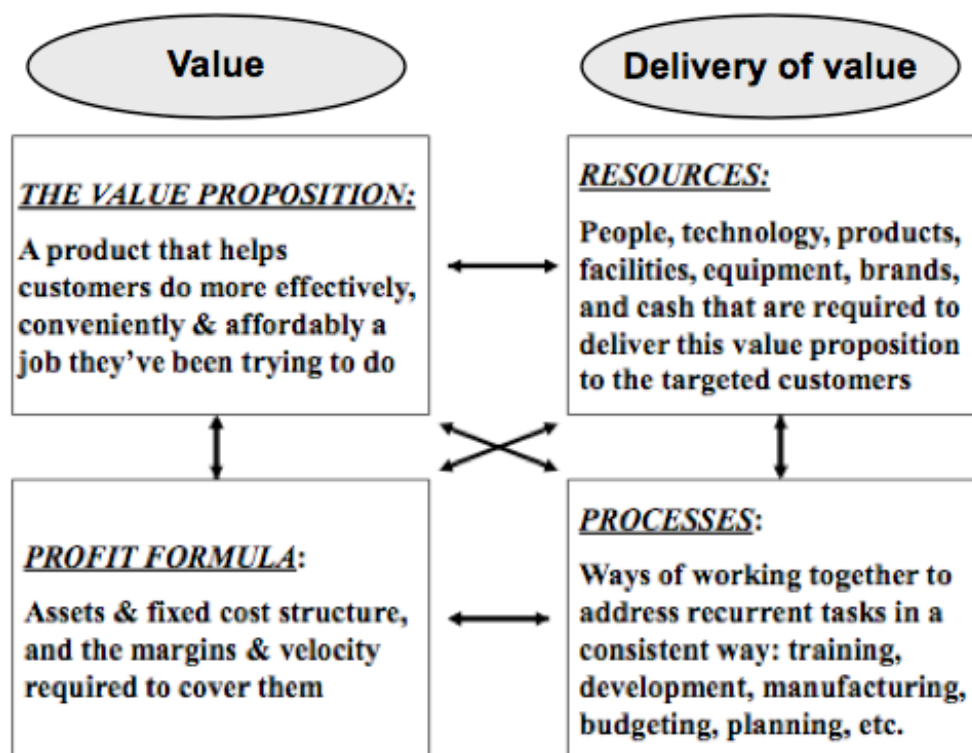 Value
THE VALUE PROPOSITION:
A product that helps
customers do more effectively,
conveniently & affordably a
job they've been trying to do
PROFIT FORMULA:
Assets & fixed cost structure,
and the margins & velocity
required to cover them
Delivery of value
RESOURCES:
People, technology, products,
facilities, equipment, brands,
and cash that are required to
deliver this value proposition
to the targeted customers
PROCESSES:
Ways of working together to
address recurrent tasks in a
consistent way: training,
development, manufacturing,
budgeting, planning, etc.